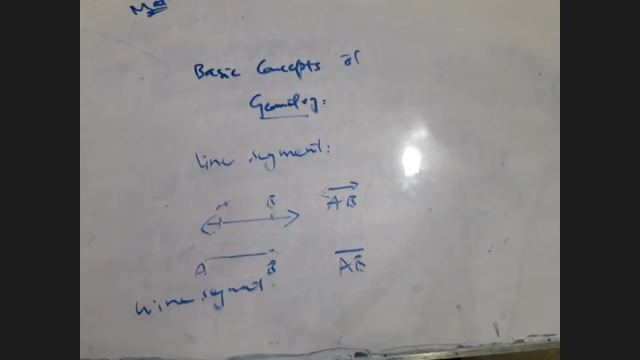 Basic Concepts of
Geometry:
Line segment:
A B AB
A B AB
Line segment.